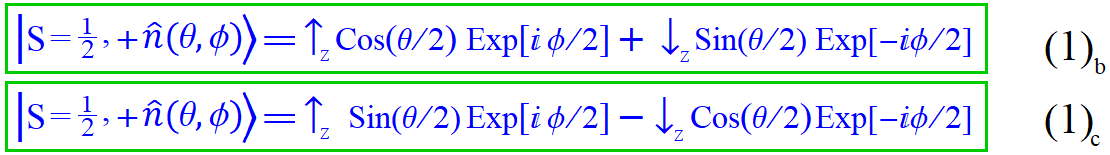 |S = 1/2, +n̂(θ,ϕ)⟩ = ↑z Cos(θ/2) Exp[i ϕ/2] + ↓z Sin(θ/2) Exp[−iϕ/2] (1)b
|S = 1/2, +n̂(θ,ϕ)⟩ = ↑z Sin(θ/2) Exp[i ϕ/2] − ↓z Cos(θ/2) Exp[−iϕ/2] (1)c